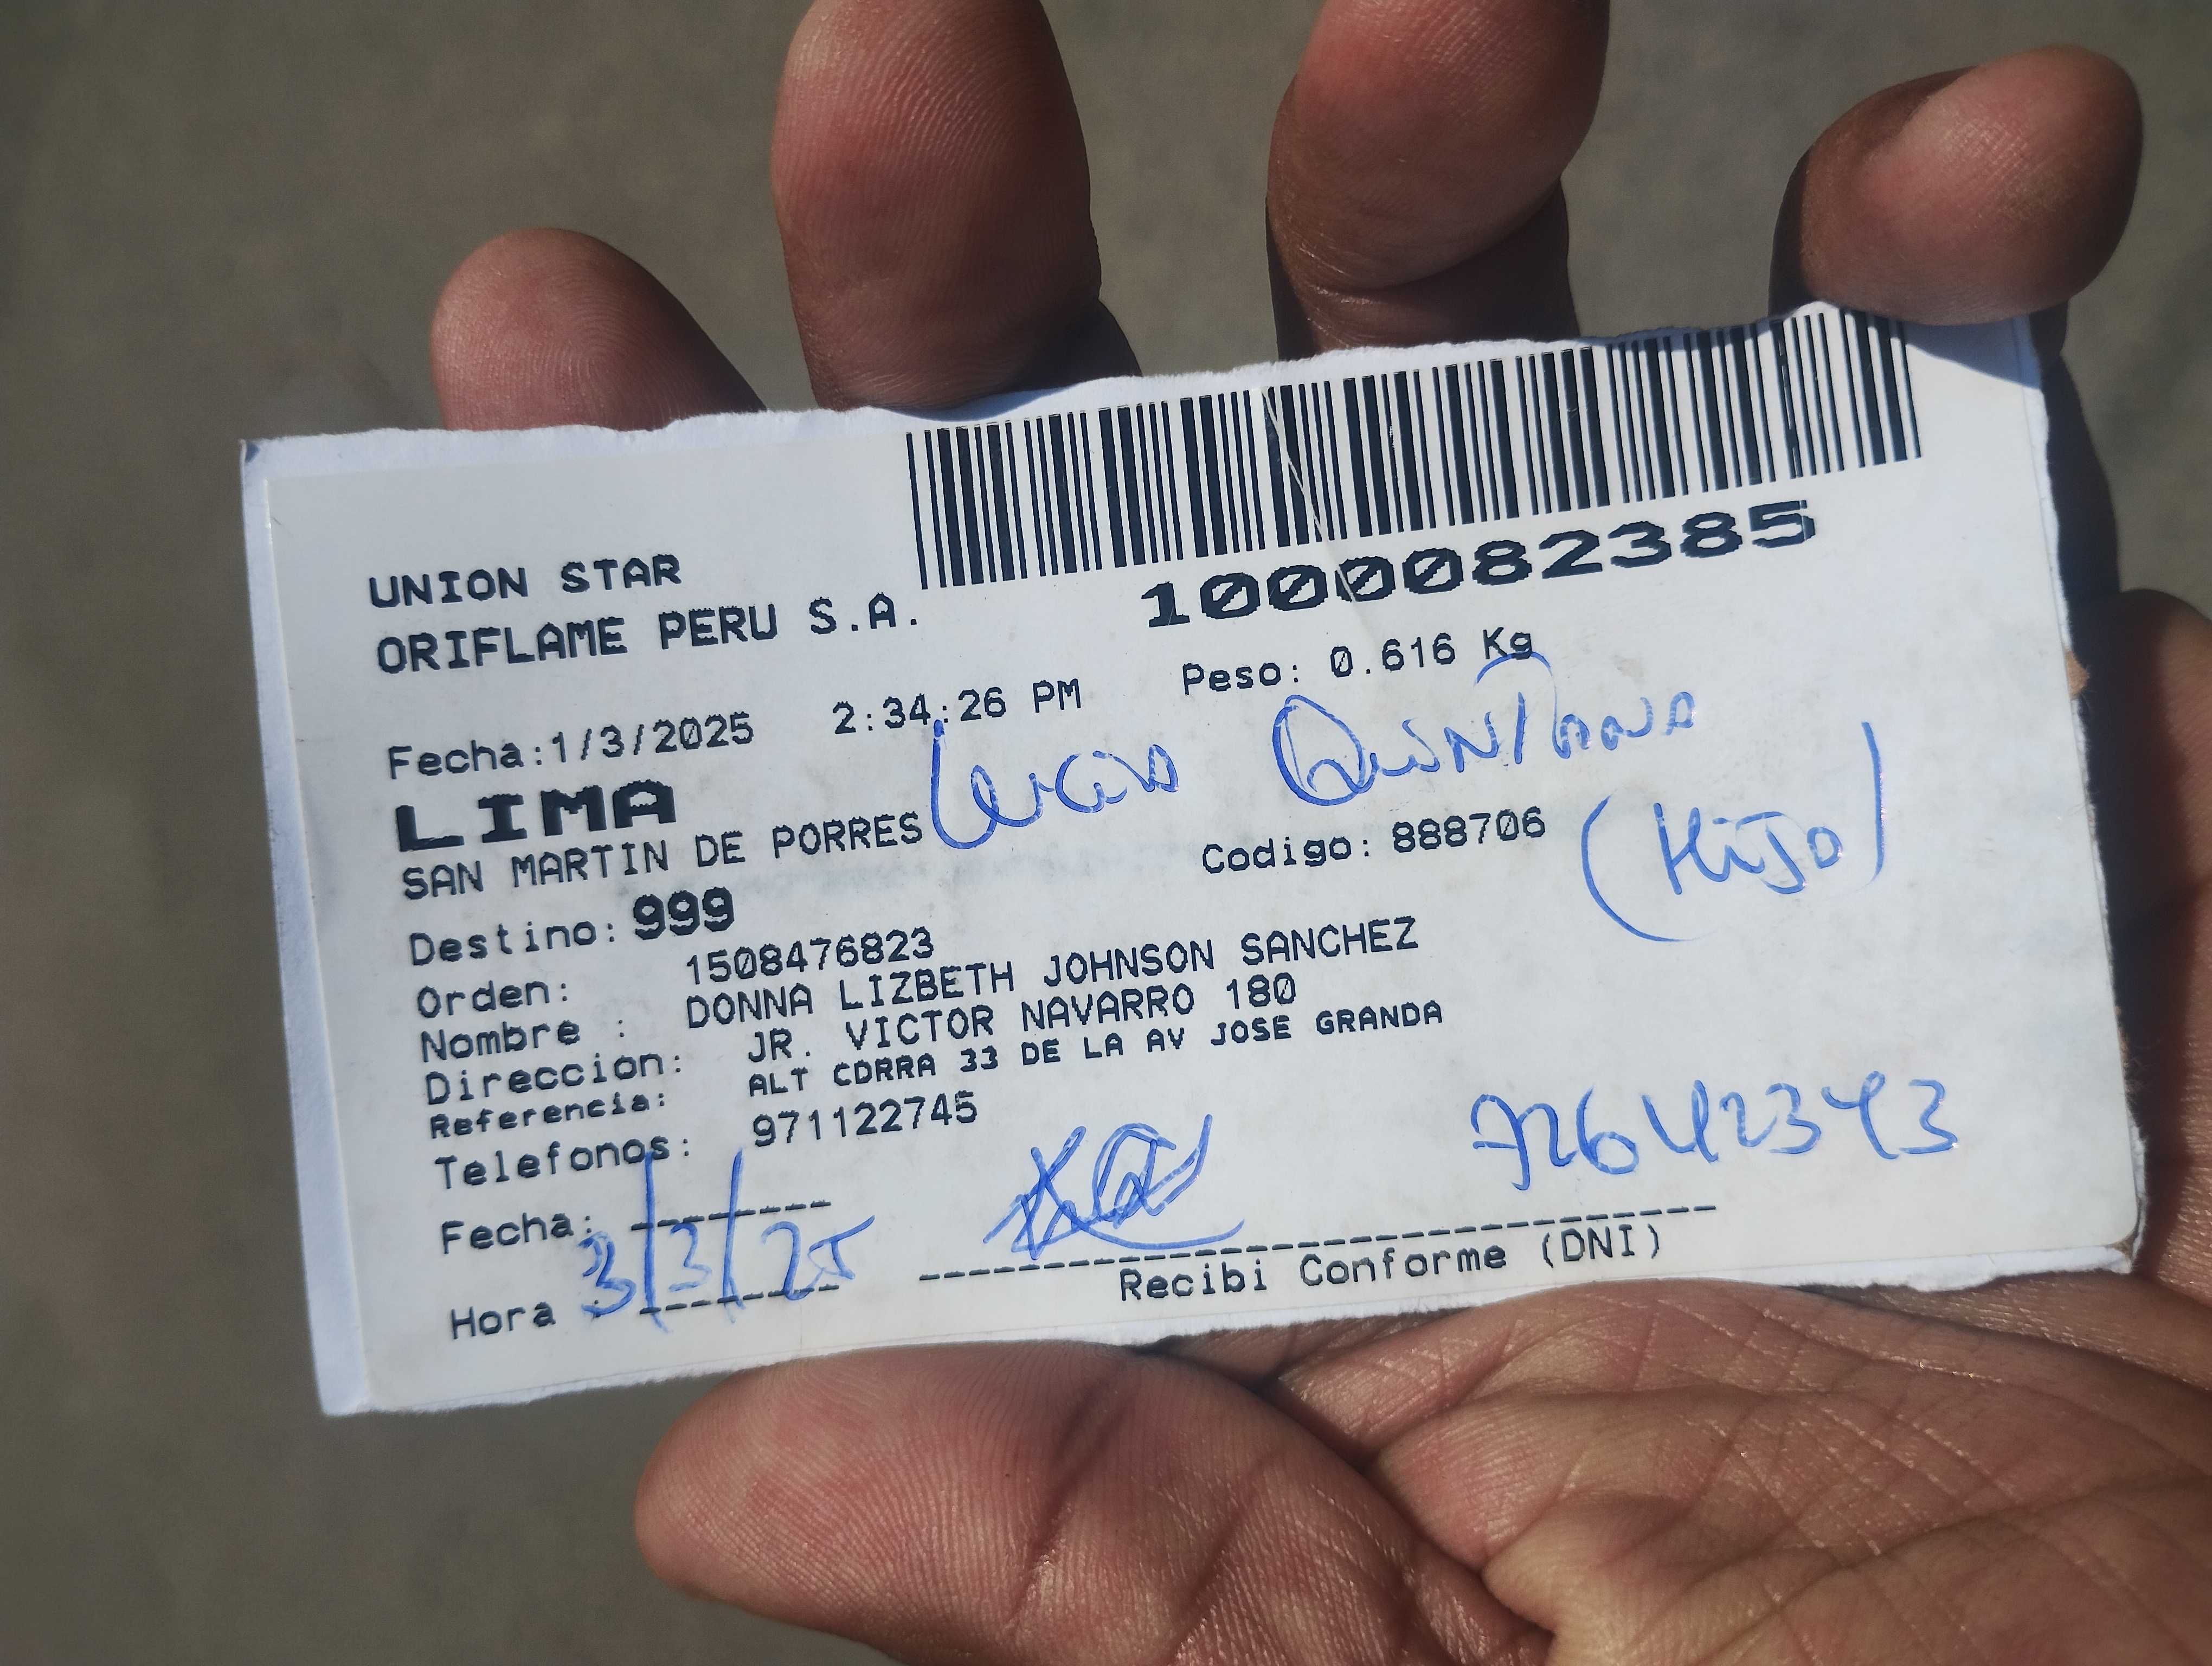 UNION STAR
ORIFLAME PERU S.A.
1000082385
Fecha:1/3/2025 2:34:26 PM Peso: 0.616 Kg
LIMA
Quintana
SAN MARTIN DE PORRES
Codigo: 888706
(HiJo)
Destino: 999
Orden: 1508476823
Nombre : DONNA LIZBETH JOHNSON SANCHEZ
Direccion: JR. VICTOR NAVARRO 180
Referencia: ALT CDRRA 33 DE LA AV JOSE GRANDA
Telefonos: 971122745
72642343
Fecha:
3/3/25
Hora :
Recibi Conforme (DNI)